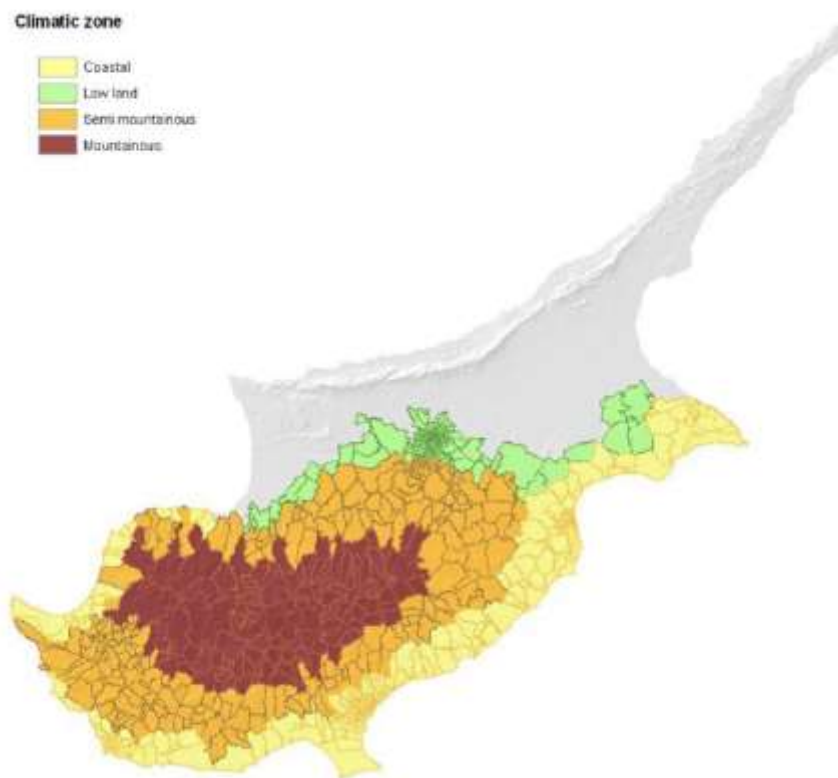 Climatic zone
Coastal
Low land
Semi mountainous
Mountainous